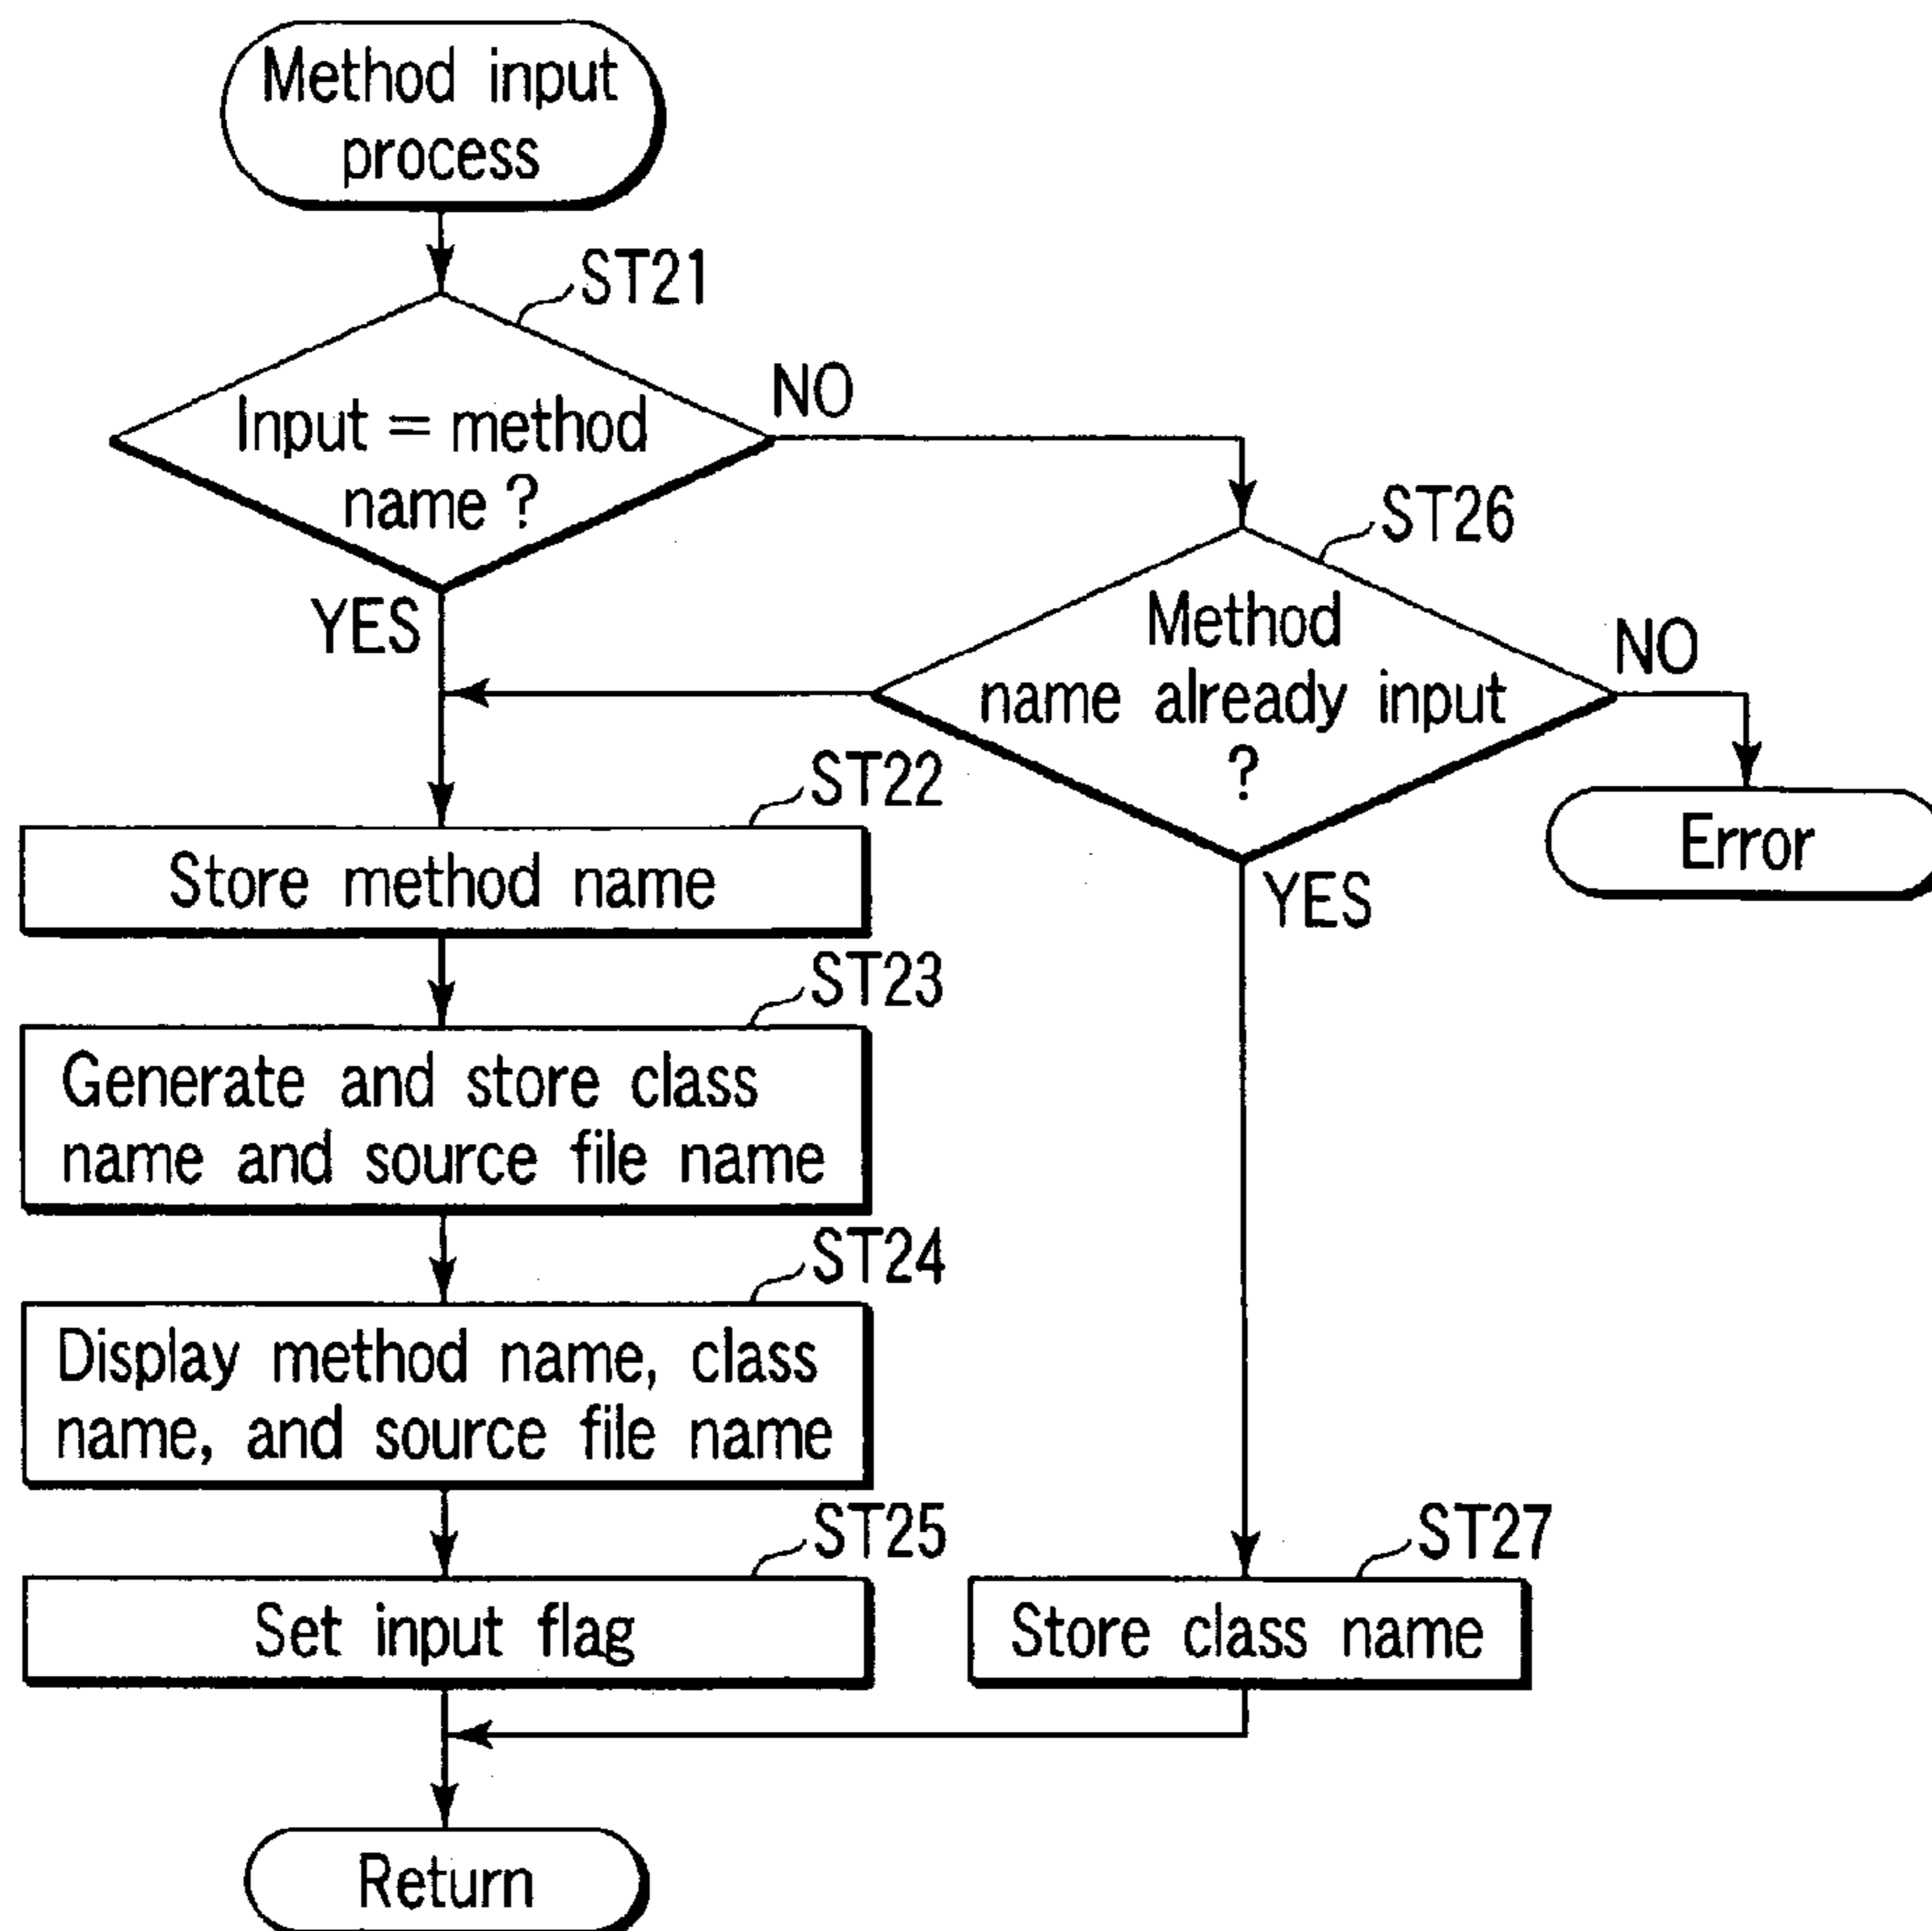 Method input
process
ST21
Input = method
name ?
NO
YES
ST26
Method
name already input
?
NO
YES
Error
ST22
Store method name
ST23
Generate and store class
name and source file name
ST24
Display method name, class
name, and source file name
ST25
Set input flag
ST27
Store class name
Return